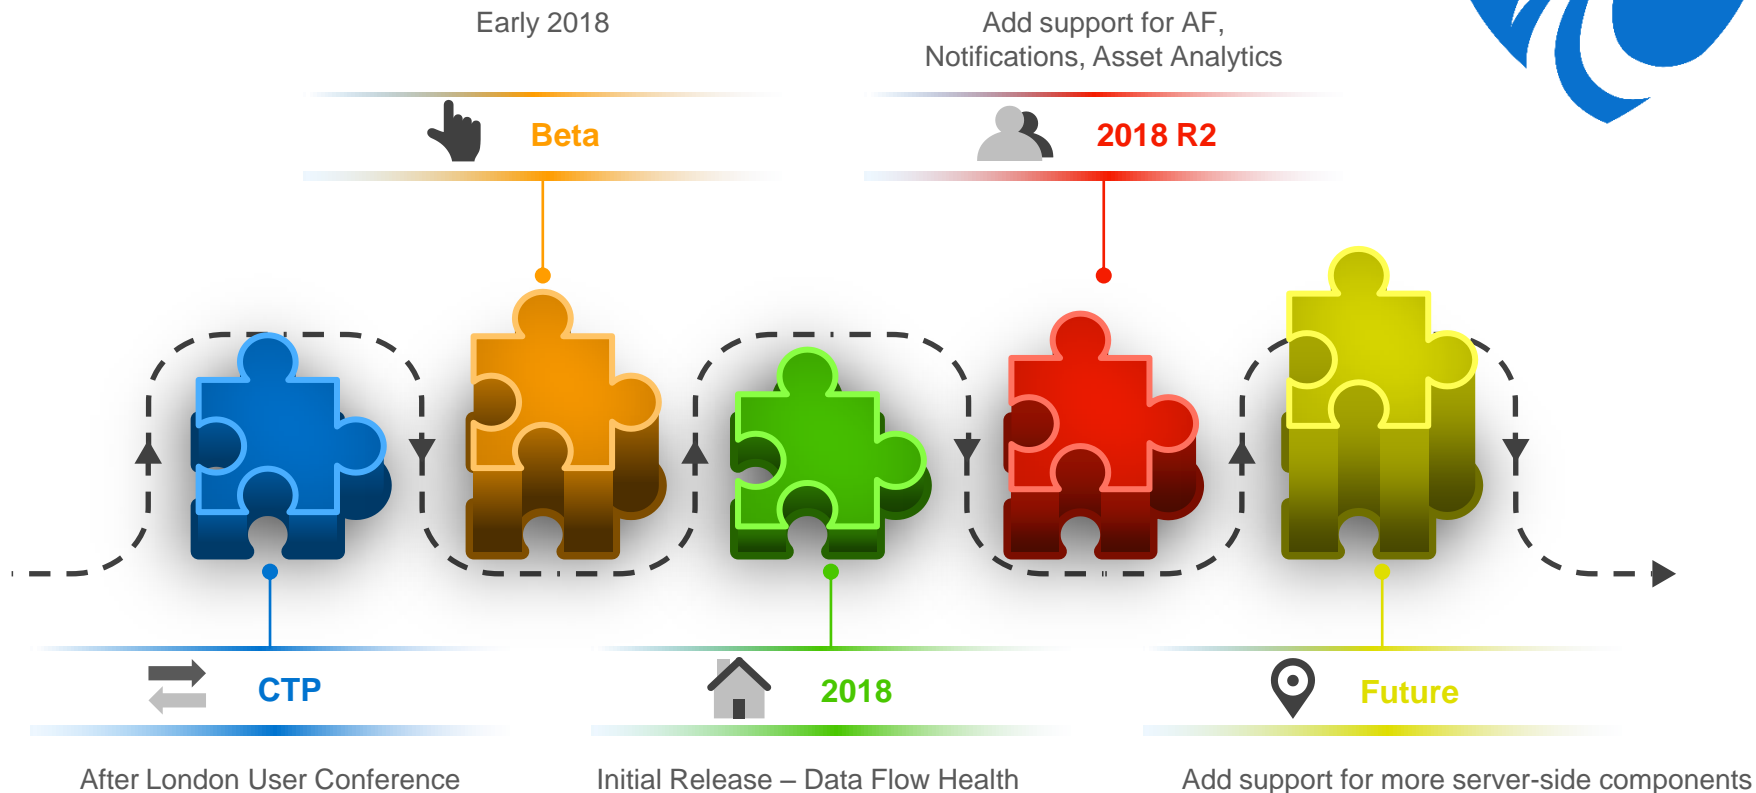 Early 2018
Add support for AF,
Notifications, Asset Analytics
Beta
2018 R2
CTP
2018
Future
After London User Conference
Initial Release – Data Flow Health
Add support for more server-side components